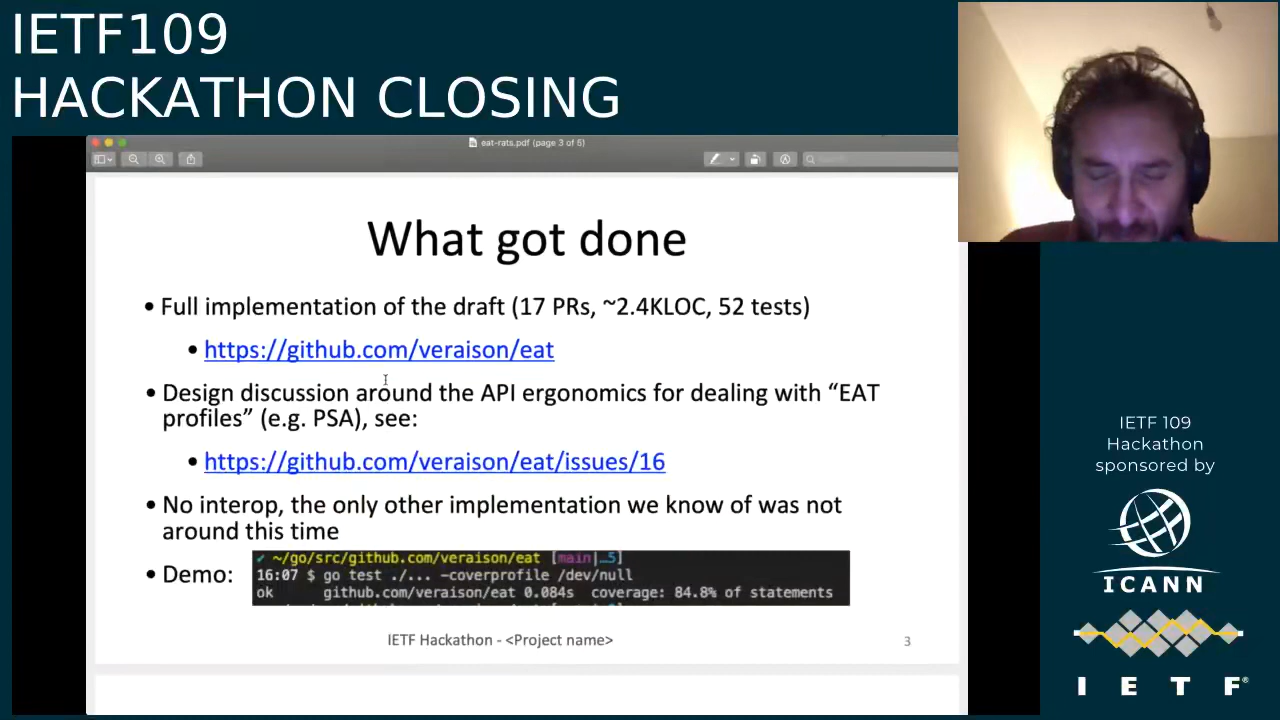 IETF109
HACKATHON CLOSING
eat-rats.pdf (page 3 of 5)
What got done
• Full implementation of the draft (17 PRs, ~2.4KLOC, 52 tests)
• https://github.com/veraison/eat
• Design discussion around the API ergonomics for dealing with “EAT
profiles” (e.g. PSA), see:
• https://github.com/veraison/eat/issues/16
• No interop, the only other implementation we know of was not
around this time
• Demo:
✔ ~/go/src/github.com/veraison/eat [main|…5]
16:07 $ go test ./... -coverprofile /dev/null
ok github.com/veraison/eat 0.084s coverage: 84.8% of statements
IETF Hackathon - <Project name>
3
IETF 109
Hackathon
sponsored by
ICANN
IETF®